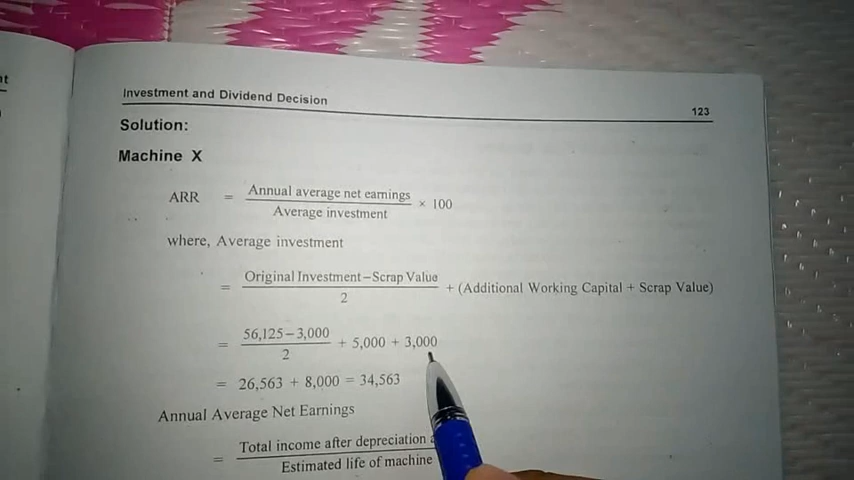 Investment and Dividend Decision
123
Solution:
Machine X
ARR = Annual average net earnings / Average investment × 100
where, Average investment
= Original Investment–Scrap Value / 2 + (Additional Working Capital + Scrap Value)
= 56,125–3,000 / 2 + 5,000 + 3,000
= 26,563 + 8,000 = 34,563
Annual Average Net Earnings
= Total income after depreciation / Estimated life of machine